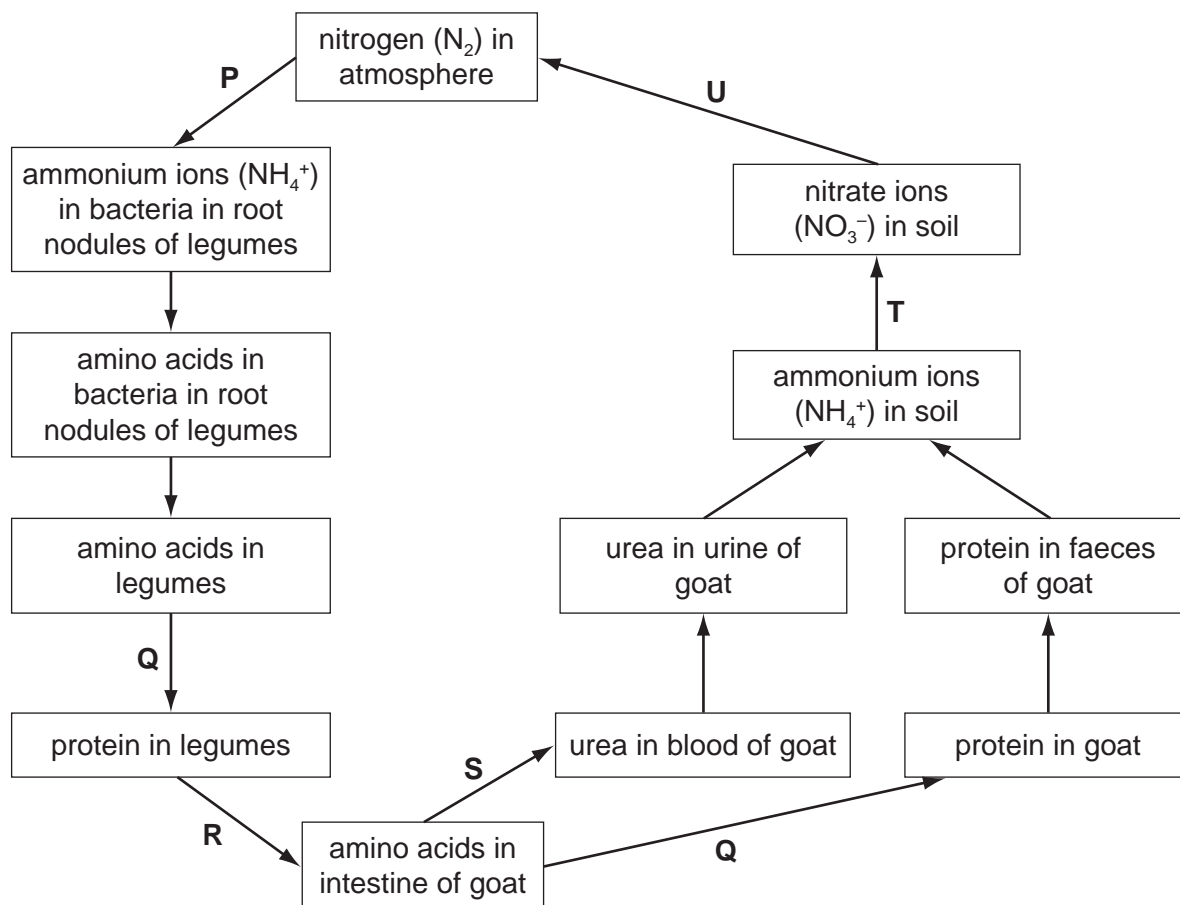 nitrogen (N₂) in
atmosphere
P
U
ammonium ions (NH₄⁺)
in bacteria in root
nodules of legumes
nitrate ions
(NO₃⁻) in soil
T
amino acids in
bacteria in root
nodules of legumes
ammonium ions
(NH₄⁺) in soil
amino acids in
legumes
urea in urine of
goat
protein in faeces
of goat
Q
protein in legumes
urea in blood of goat
protein in goat
S
R
Q
amino acids in
intestine of goat